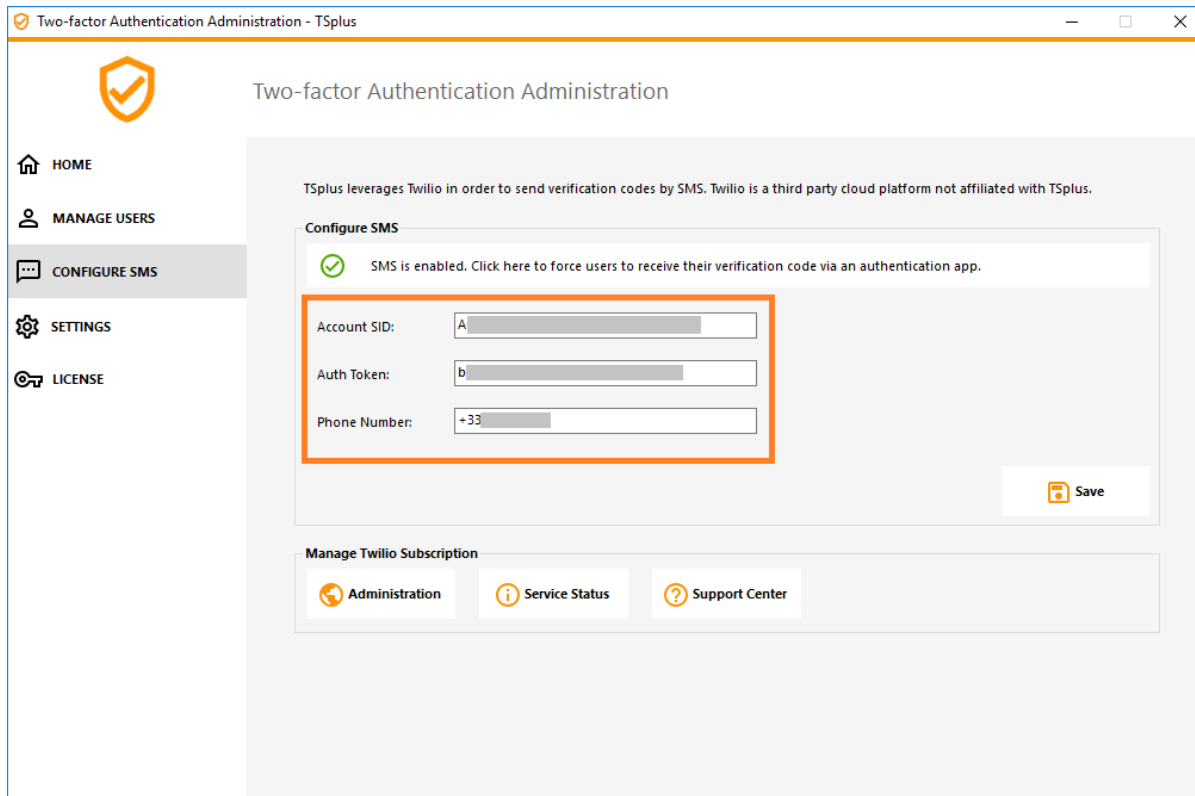 Two-factor Authentication Administration - TSplus
Two-factor Authentication Administration
HOME
MANAGE USERS
CONFIGURE SMS
SETTINGS
LICENSE
TSplus leverages Twilio in order to send verification codes by SMS. Twilio is a third party cloud platform not affiliated with TSplus.
Configure SMS
SMS is enabled. Click here to force users to receive their verification code via an authentication app.
Account SID: A
Auth Token: b
Phone Number: +33
Save
Manage Twilio Subscription
Administration Service Status Support Center